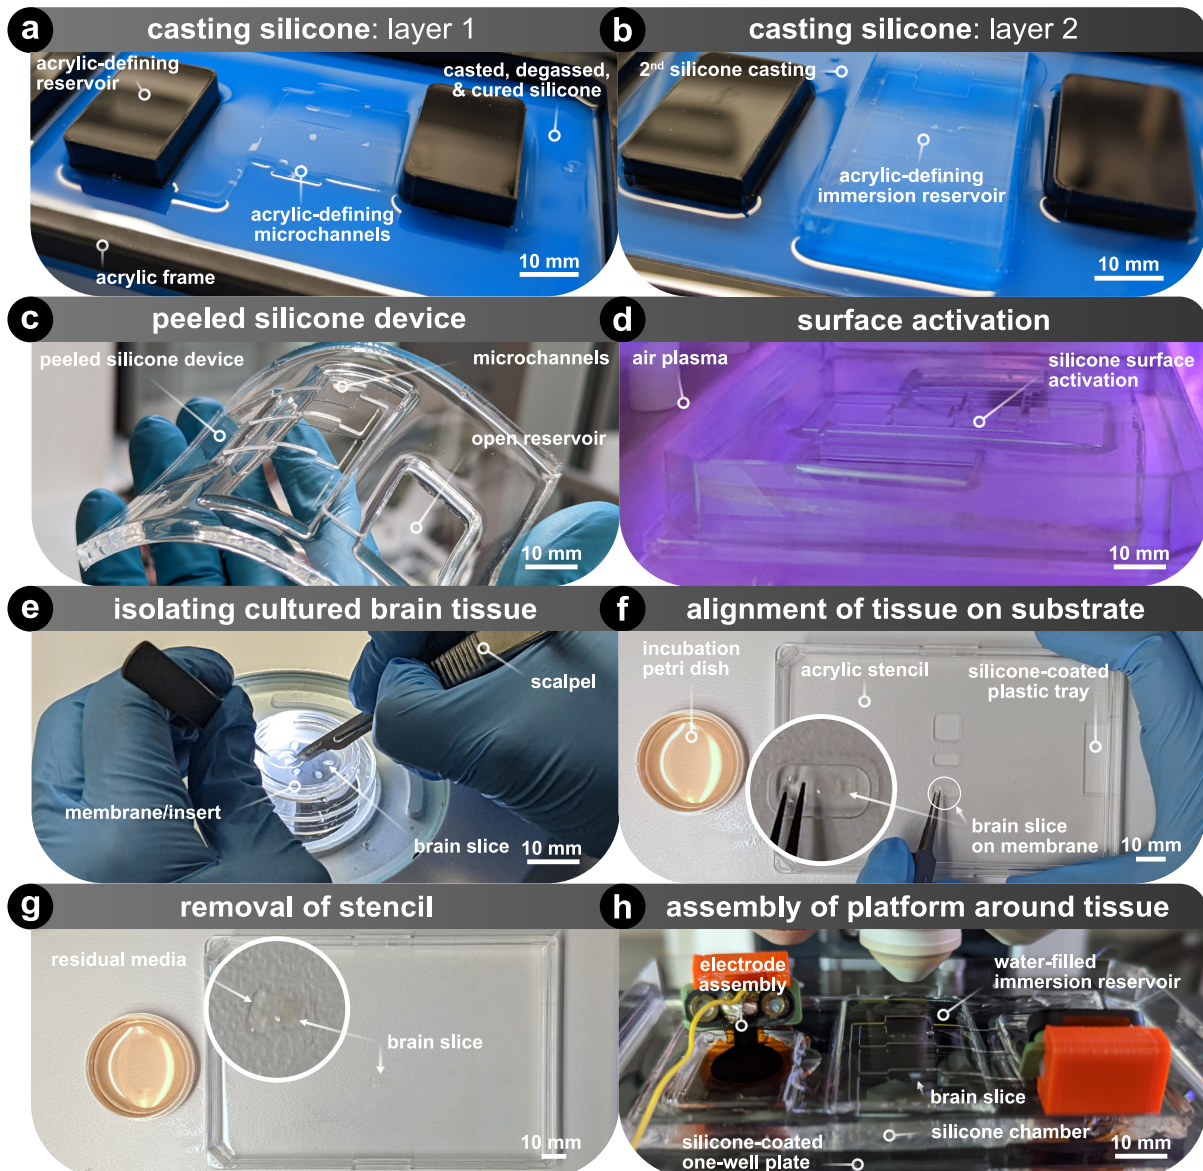 a casting silicone: layer 1
acrylic-defining
reservoir
casted, degassed,
& cured silicone
acrylic-defining
microchannels
acrylic frame
10 mm
b casting silicone: layer 2
2nd silicone casting
acrylic-defining
immersion reservoir
10 mm
c peeled silicone device
peeled silicone device
microchannels
open reservoir
10 mm
d surface activation
air plasma
silicone surface
activation
10 mm
e isolating cultured brain tissue
scalpel
membrane/insert
brain slice
10 mm
f alignment of tissue on substrate
incubation
petri dish
acrylic stencil
silicone-coated
plastic tray
brain slice
on membrane
10 mm
g removal of stencil
residual media
brain slice
10 mm
h assembly of platform around tissue
electrode
assembly
water-filled
immersion reservoir
brain slice
silicone chamber
silicone-coated
one-well plate
10 mm